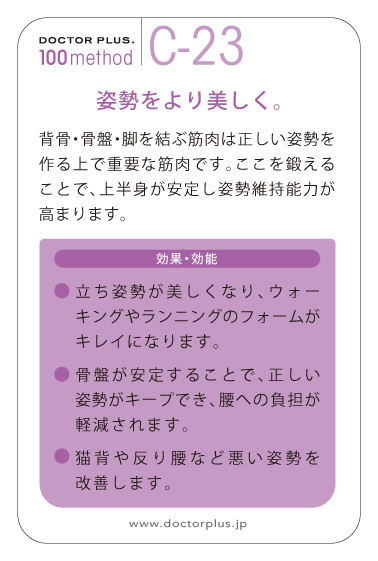 DOCTOR PLUS.
100method
C-23
姿勢をより美しく。
背骨・骨盤・脚を結ぶ筋肉は正しい姿勢を
作る上で重要な筋肉です。ここを鍛える
ことで、上半身が安定し姿勢維持能力が
高まります。
効果・効能
● 立ち姿勢が美しくなり、ウォー
キングやランニングのフォームが
キレイになります。
● 骨盤が安定することで、正しい
姿勢がキープでき、腰への負担が
軽減されます。
● 猫背や反り腰など悪い姿勢を
改善します。
www.doctorplus.jp